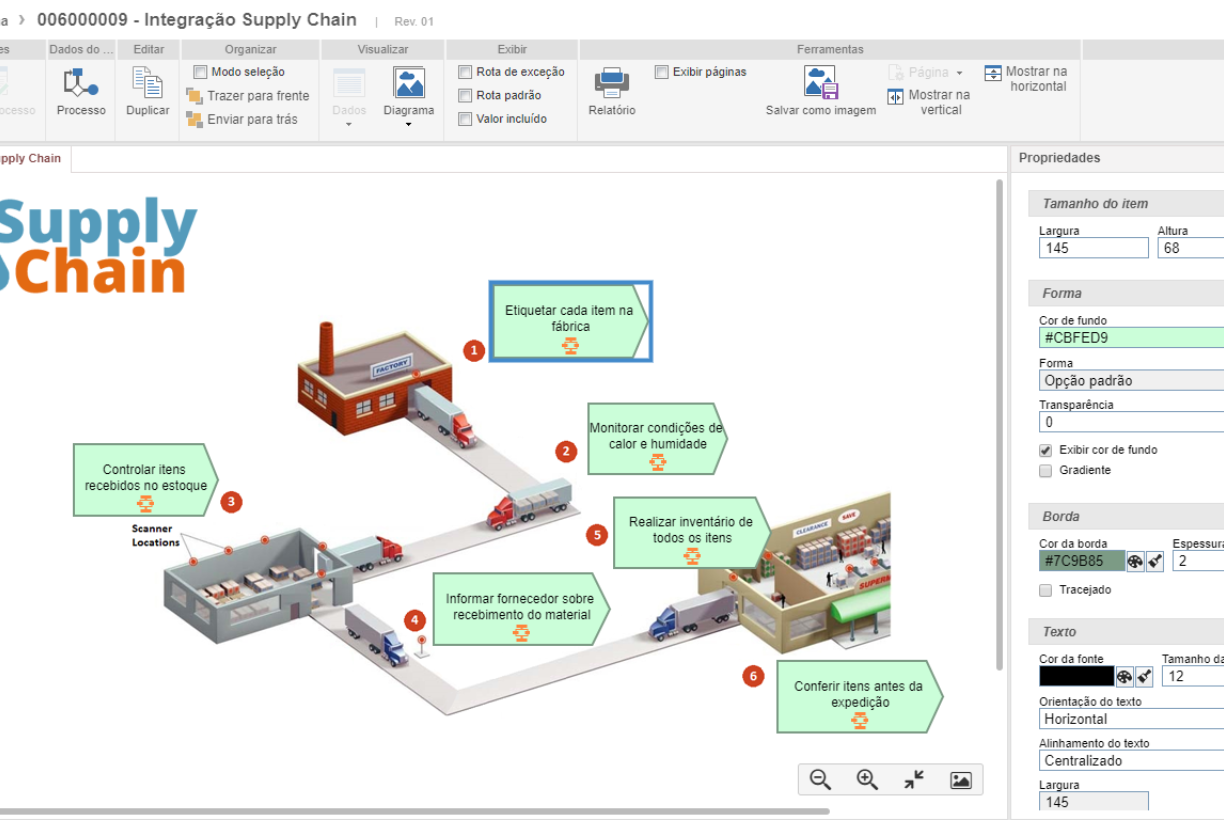 006000009 - Integração Supply Chain | Rev. 01
Dados do ...
Editar
Organizar
Visualizar
Exibir
Ferramentas
Processo
Duplicar
Modo seleção
Trazer para frente
Enviar para trás
Dados
Diagrama
Rota de exceção
Rota padrão
Valor incluído
Relatório
Exibir páginas
Salvar como imagem
Página
Mostrar na
vertical
Mostrar na
horizontal
Supply Chain
Propriedades
Supply
Chain
Etiquetar cada item na
fábrica
1
FACTORY
Monitorar condições de
calor e humidade
2
Controlar itens
recebidos no estoque
3
Scanner
Locations
Realizar inventário de
todos os itens
5
CLEARANCE
SAVE
Informar fornecedor sobre
recebimento do material
4
6
Conferir itens antes da
expedição
Tamanho do item
Largura
Altura
145
68
Forma
Cor de fundo
#CBFED9
Forma
Opção padrão
Transparência
0
Exibir cor de fundo
Gradiente
Borda
Cor da borda
Espessura
#7C9B85
2
Tracejado
Texto
Cor da fonte
Tamanho da
12
Orientação do texto
Horizontal
Alinhamento do texto
Centralizado
Largura
145